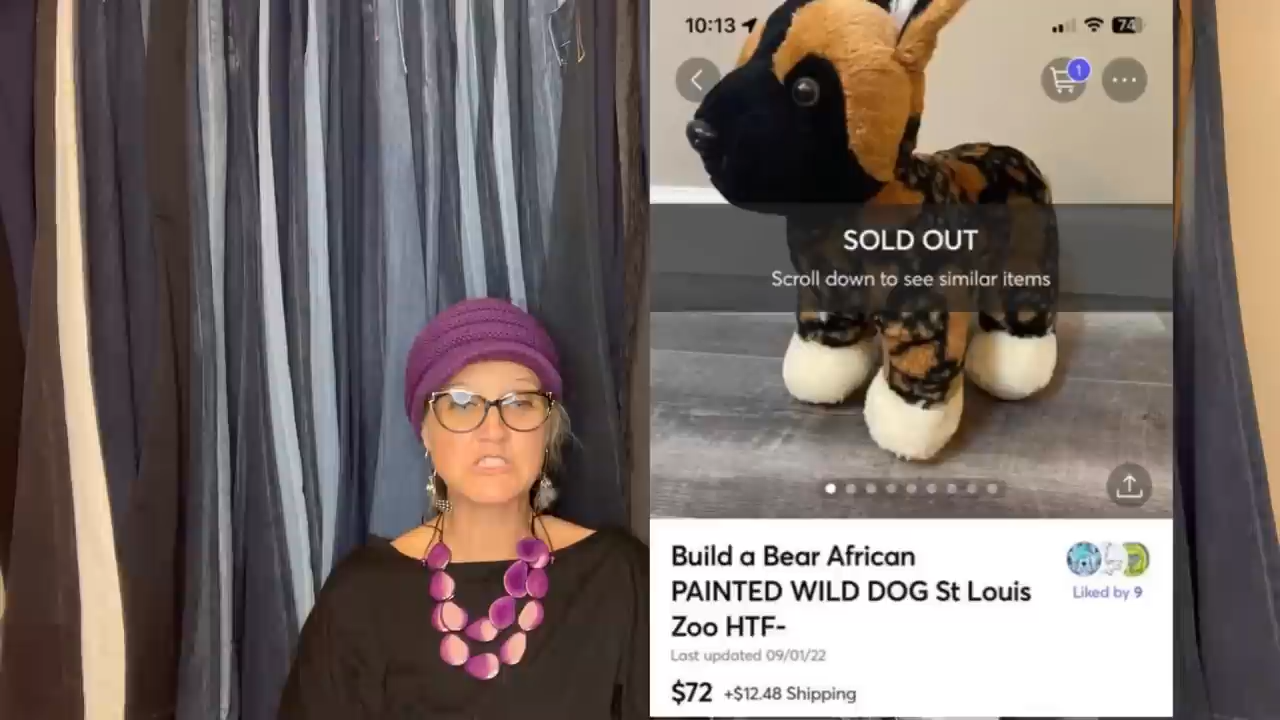 10:13
74
1
SOLD OUT
Scroll down to see similar items
Build a Bear African
PAINTED WILD DOG St Louis
Zoo HTF-
Liked by 9
Last updated 09/01/22
$72 +$12.48 Shipping